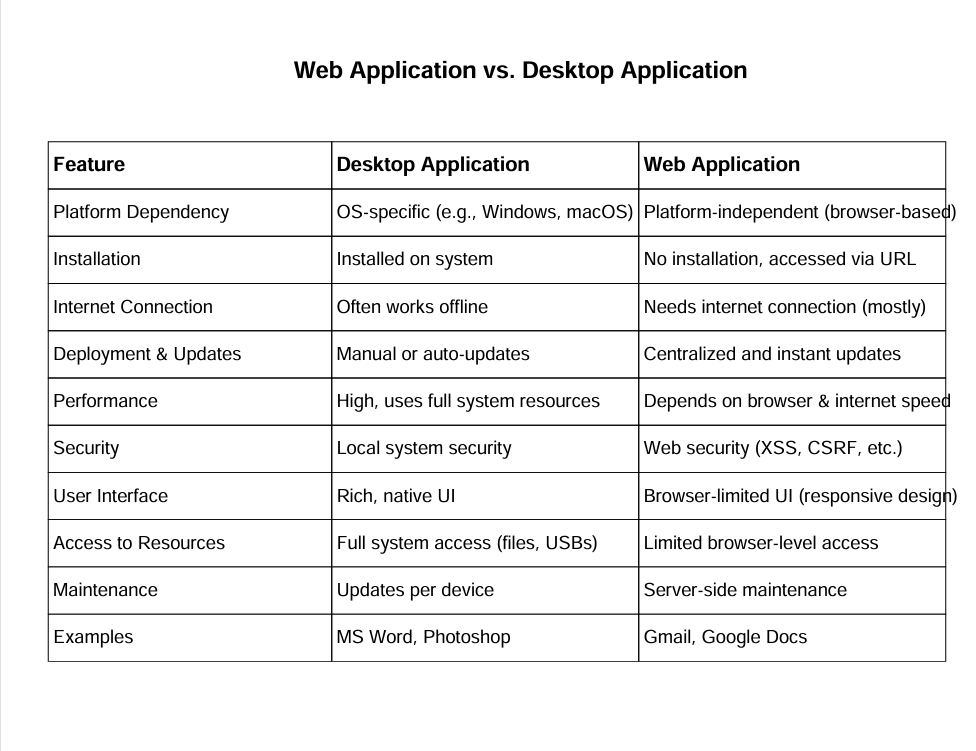 Web Application vs. Desktop Application
Feature Desktop Application Web Application
Platform Dependency OS-specific (e.g., Windows, macOS) Platform-independent (browser-based)
Installation Installed on system No installation, accessed via URL
Internet Connection Often works offline Needs internet connection (mostly)
Deployment & Updates Manual or auto-updates Centralized and instant updates
Performance High, uses full system resources Depends on browser & internet speed
Security Local system security Web security (XSS, CSRF, etc.)
User Interface Rich, native UI Browser-limited UI (responsive design)
Access to Resources Full system access (files, USBs) Limited browser-level access
Maintenance Updates per device Server-side maintenance
Examples MS Word, Photoshop Gmail, Google Docs